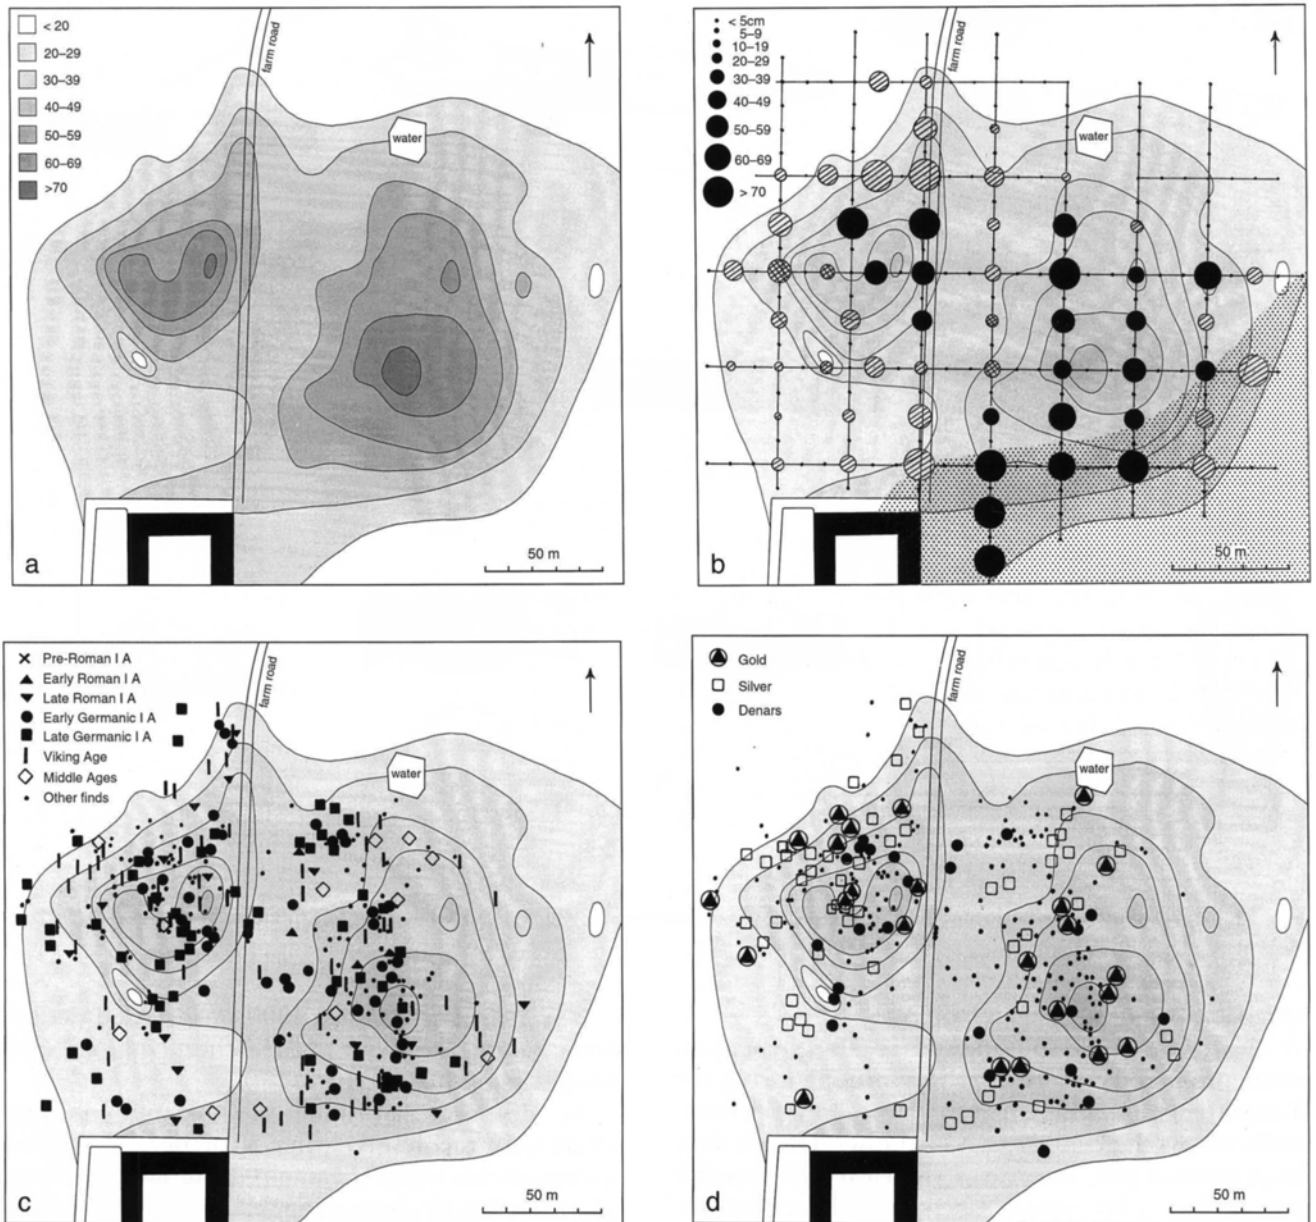 < 20
20–29
30–39
40–49
50–59
60–69
>70
farm road
water
50 m
a
< 5cm
5–9
10–19
20–29
30–39
40–49
50–59
60–69
> 70
farm road
water
50 m
b
Pre-Roman I A
Early Roman I A
Late Roman I A
Early Germanic I A
Late Germanic I A
Viking Age
Middle Ages
Other finds
farm road
water
50 m
c
Gold
Silver
Denars
farm road
water
50 m
d